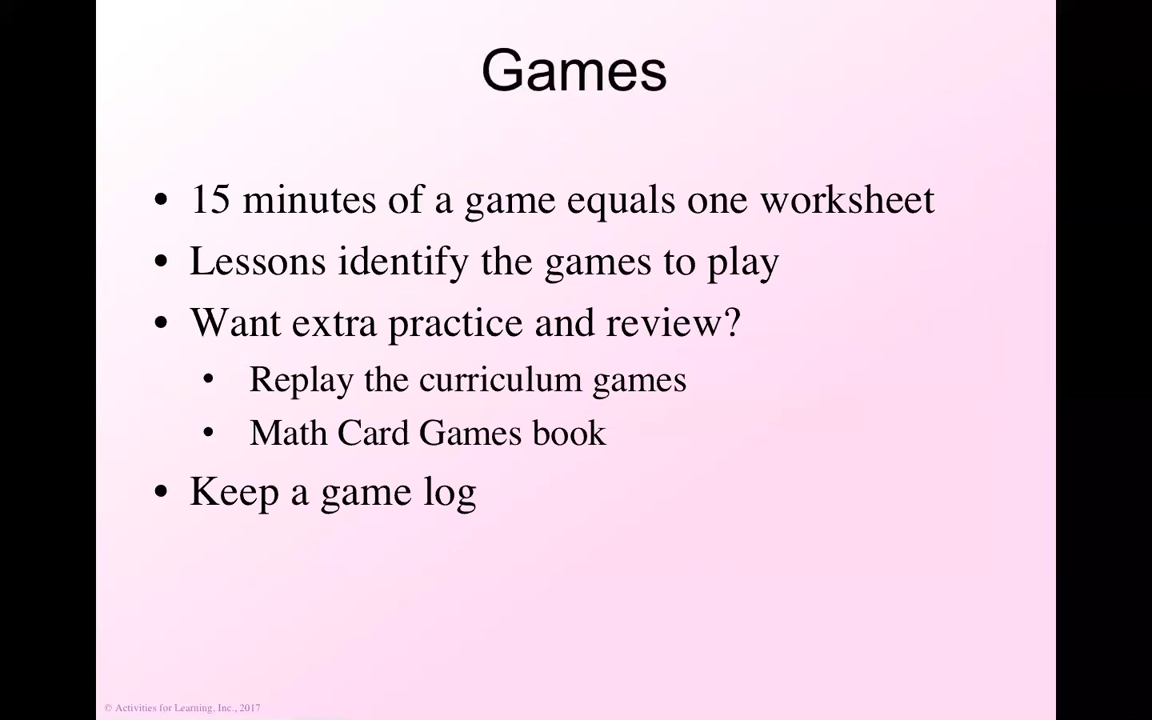 Games
• 15 minutes of a game equals one worksheet
• Lessons identify the games to play
• Want extra practice and review?
• Replay the curriculum games
• Math Card Games book
• Keep a game log
© Activities for Learning, Inc., 2017